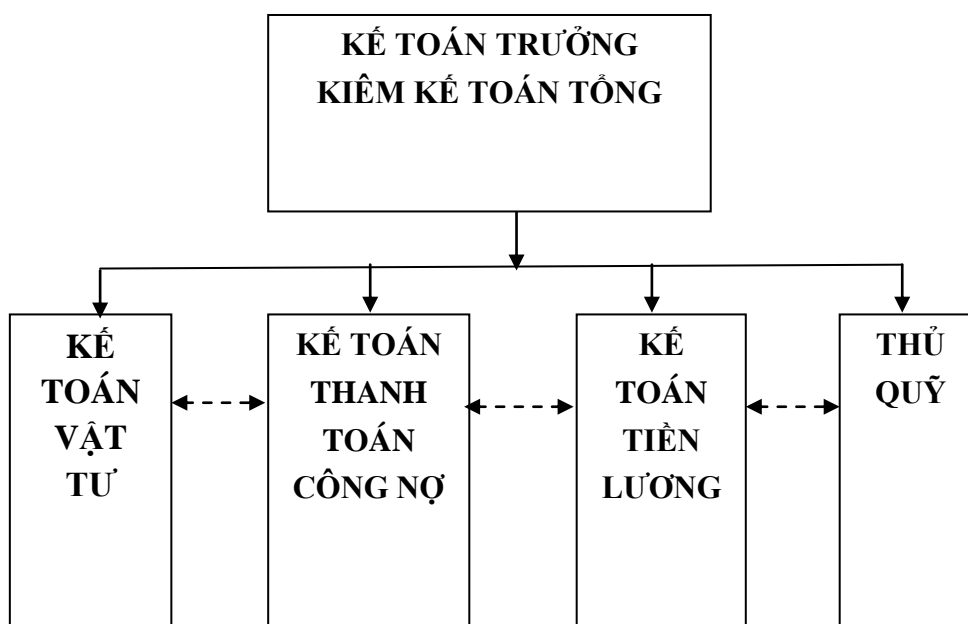 KẾ TOÁN TRƯỞNG
KIÊM KẾ TOÁN TỔNG
KẾ
TOÁN
VẬT
TƯ
KẾ TOÁN
THANH
TOÁN
CÔNG NỢ
KẾ
TOÁN
TIỀN
LƯƠNG
THỦ
QUỸ